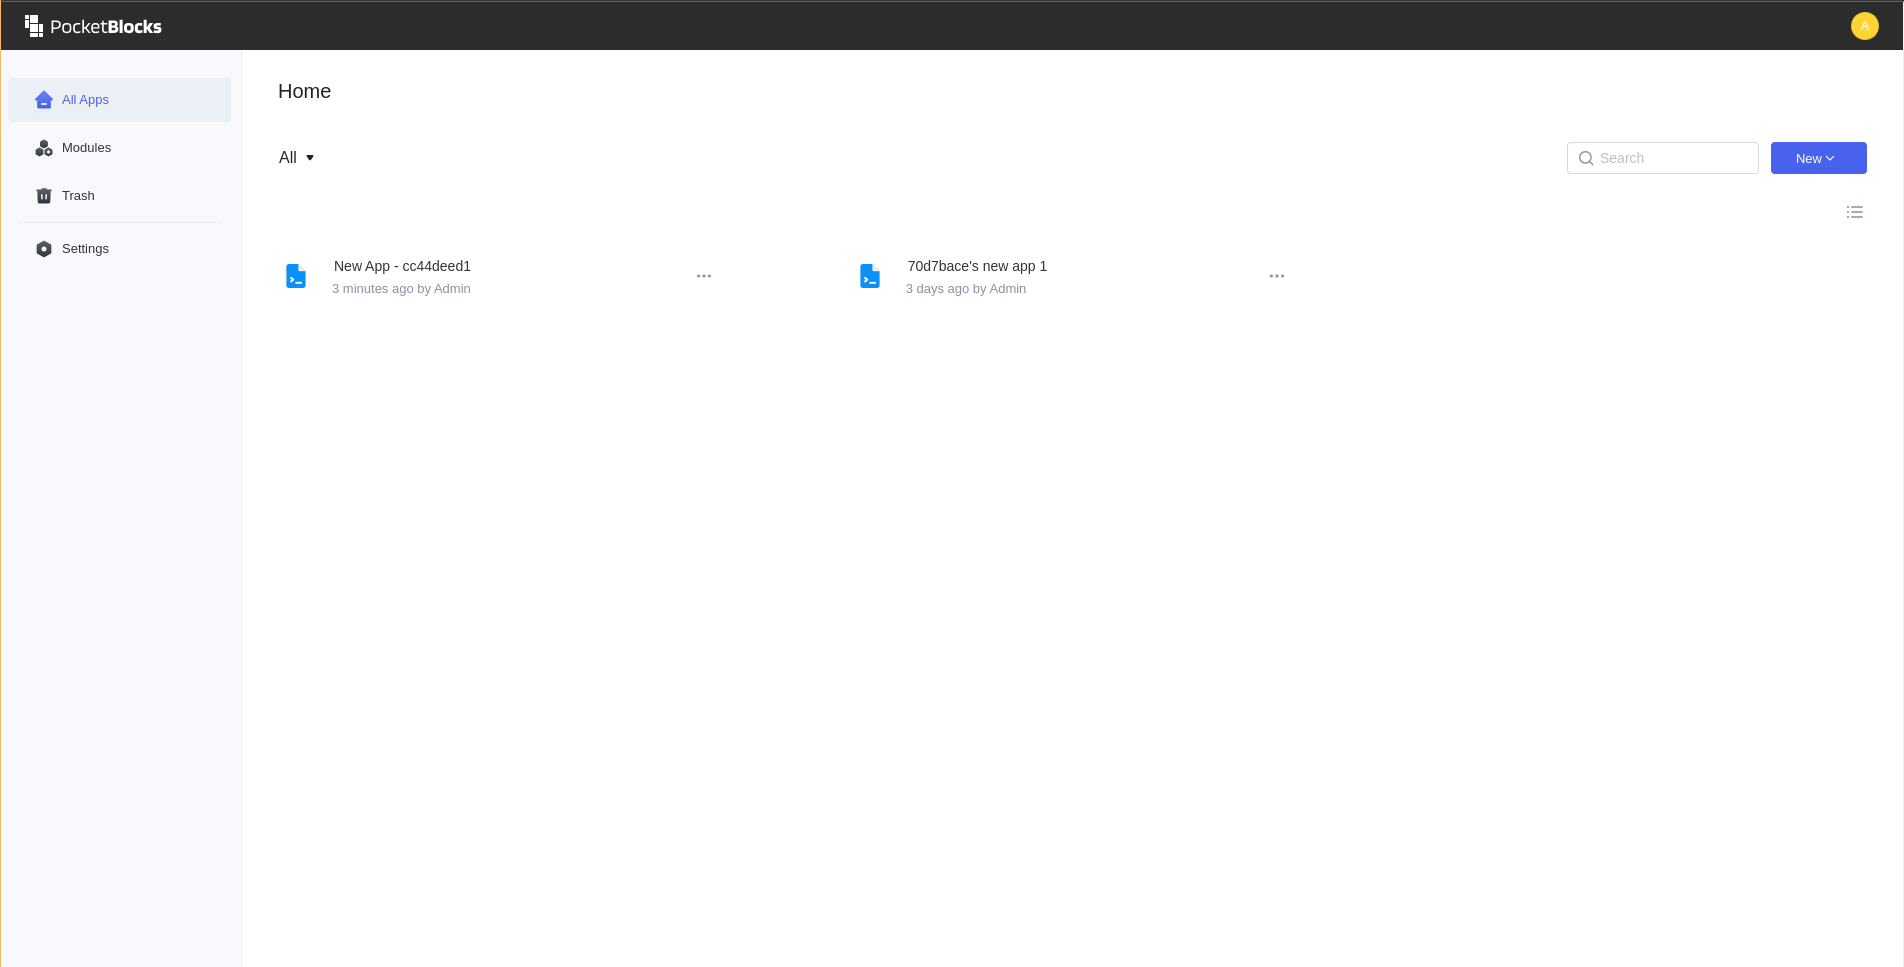 PocketBlocks
A
All Apps
Modules
Trash
Settings
Home
All
Search
New
New App - cc44deed1
3 minutes ago by Admin
70d7bace's new app 1
3 days ago by Admin